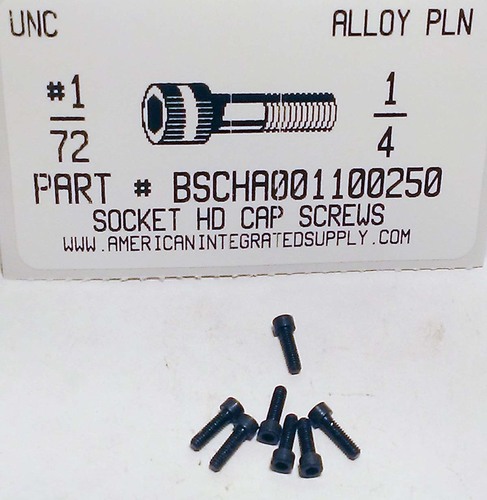 UNC ALLOY PLN
#1 1
72 4
PART # BSCHA001100250
SOCKET HD CAP SCREWS
WWW.AMERICANINTEGRATEDSUPPLY.COM